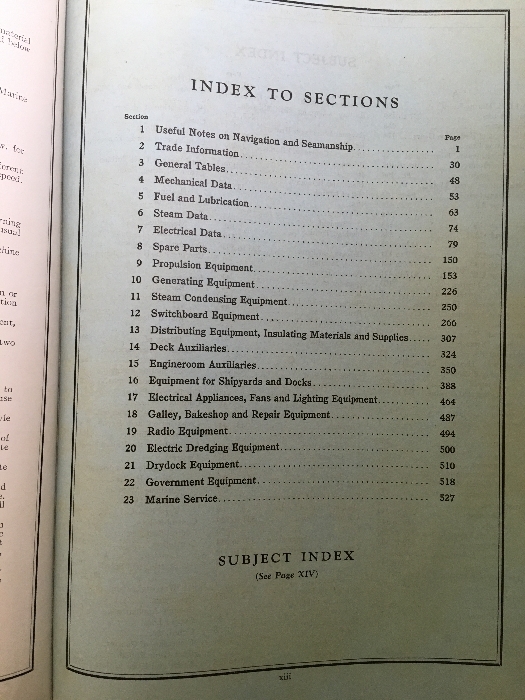 INDEX TO SECTIONS
Section Page
1 Useful Notes on Navigation and Seamanship 1
2 Trade Information 30
3 General Tables 48
4 Mechanical Data 53
5 Fuel and Lubrication 63
6 Steam Data 74
7 Electrical Data 79
8 Spare Parts 150
9 Propulsion Equipment 153
10 Generating Equipment 226
11 Steam Condensing Equipment 250
12 Switchboard Equipment 266
13 Distributing Equipment, Insulating Materials and Supplies 307
14 Deck Auxiliaries 324
15 Engineroom Auxiliaries 350
16 Equipment for Shipyards and Docks 388
17 Electrical Appliances, Fans and Lighting Equipment 464
18 Galley, Bakeshop and Repair Equipment 487
19 Radio Equipment 494
20 Electric Dredging Equipment 500
21 Drydock Equipment 510
22 Government Equipment 518
23 Marine Service 527
SUBJECT INDEX
(See Page XIV)
xiii